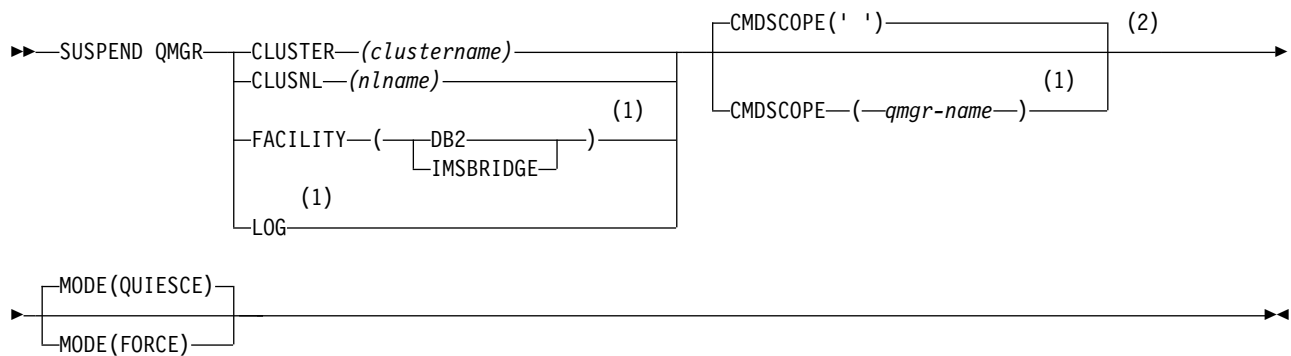 CMDSCOPE(' ') (2)
SUSPEND QMGR CLUSTER (clustername)
CLUSNL (nlname) (1)
CMDSCOPE ( qmgr-name )
(1)
FACILITY ( DB2 )
IMSBRIDGE
(1)
LOG
MODE(QUIESCE)
MODE(FORCE)